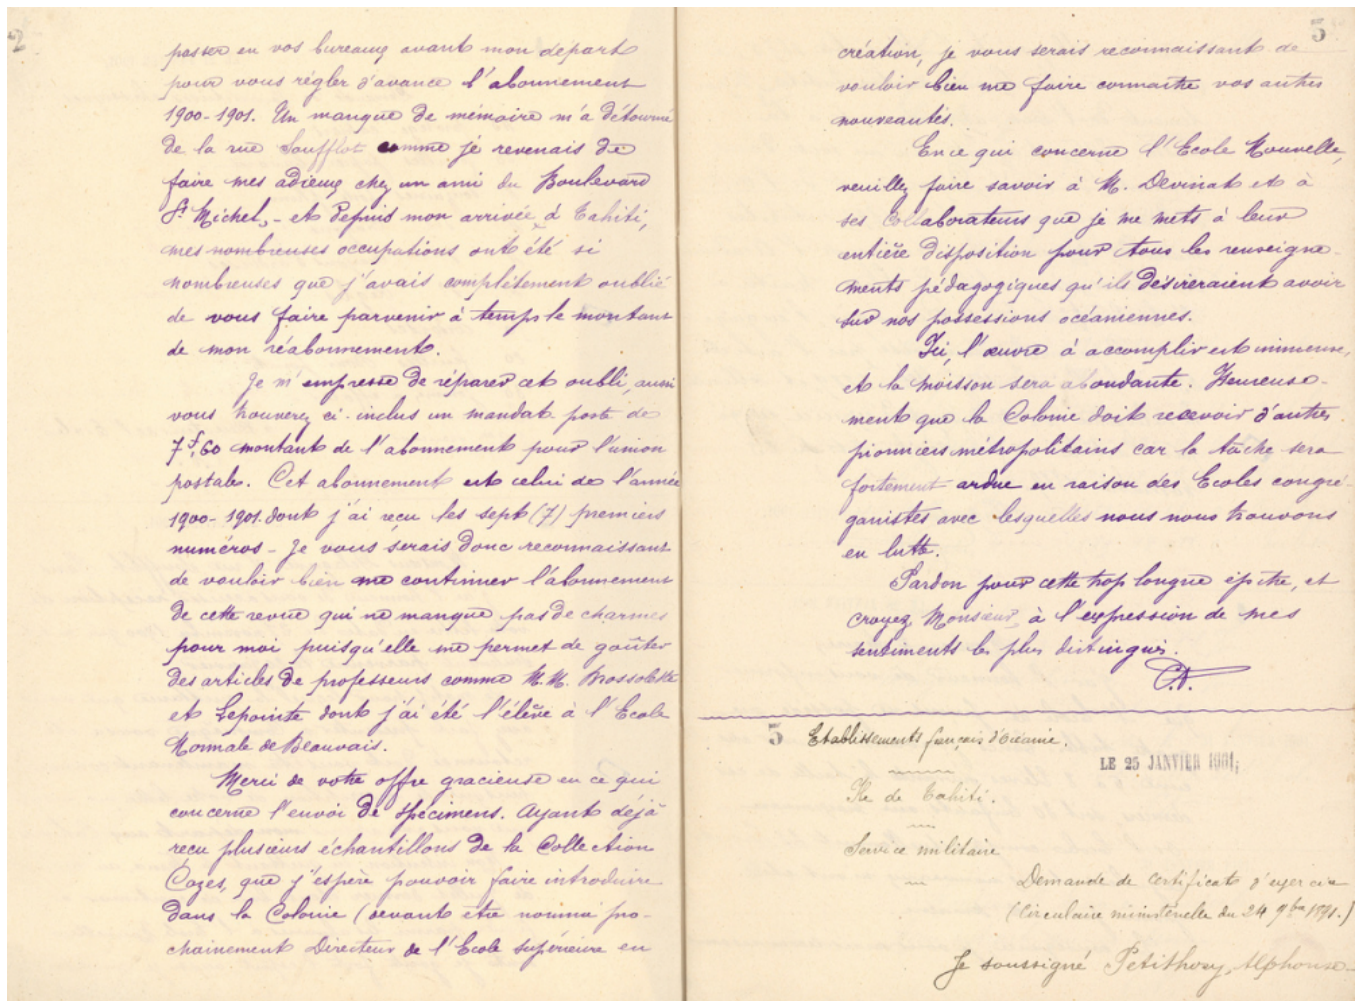 2
passer en vos bureaux avant mon départ
pour vous régler d'avance l'abonnement
1900-1901. Un manque de mémoire m'a détourné
de la rue Soufflot comme je revenais de
faire mes adieux chez un ami du Boulevard
St Michel, - et depuis mon arrivée à Tahiti,
mes nombreuses occupations ont été si
nombreuses que j'avais complètement oublié
de vous faire parvenir à temps le montant
de mon réabonnement.
Je m'empresse de réparer cet oubli, aussi
vous trouverez ci-inclus un mandat-poste de
7f,60 montant de l'abonnement pour l'union
postale. Cet abonnement est celui de l'année
1900-1901. dont j'ai reçu les sept (7) premiers
numéros - Je vous serais donc reconnaissant
de vouloir bien me continuer l'abonnement
de cette revue qui ne manque pas de charmes
pour moi puisqu'elle me permet de goûter
des articles de professeurs comme M.M. Brossolette
et Lepointe dont j'ai été l'élève à l'Ecole
Normale de Beauvais.
Merci de votre offre gracieuse en ce qui
concerne l'envoi de spécimens. Ayant déjà
reçu plusieurs échantillons de la Collection
Cazes, que j'espère pouvoir faire introduire
dans la Colonie (devant être nommé pro-
chainement Directeur de l'Ecole supérieure en
3
création, je vous serais reconnaissant de
vouloir bien me faire connaître vos autres
nouveautés.
En ce qui concerne l'Ecole Nouvelle,
veuillez faire savoir à M. Devinat et à
ses collaborateurs que je me mets à leur
entière disposition pour tous les renseigne-
ments pédagogiques qu'ils désireraient avoir
sur nos possessions océaniennes.
Ici, l'œuvre à accomplir est immense,
et la moisson sera abondante. Heureuse-
ment que la Colonie doit recevoir d'autres
pionniers métropolitains car la tâche sera
fortement ardue en raison des Ecoles congré-
ganistes avec lesquelles nous nous trouvons
en lutte.
Pardon pour cette trop longue épitre, et
croyez, Monsieur, à l'expression de mes
sentiments les plus distingués.
5 Etablissements français d'Océanie.
LE 25 JANVIER 1901,
Ile de Tahiti.
Service militaire
Demande de certificat d'exercice
(Circulaire ministérielle du 24 9bre 1891.)
Je soussigné Petithory, Alphonse